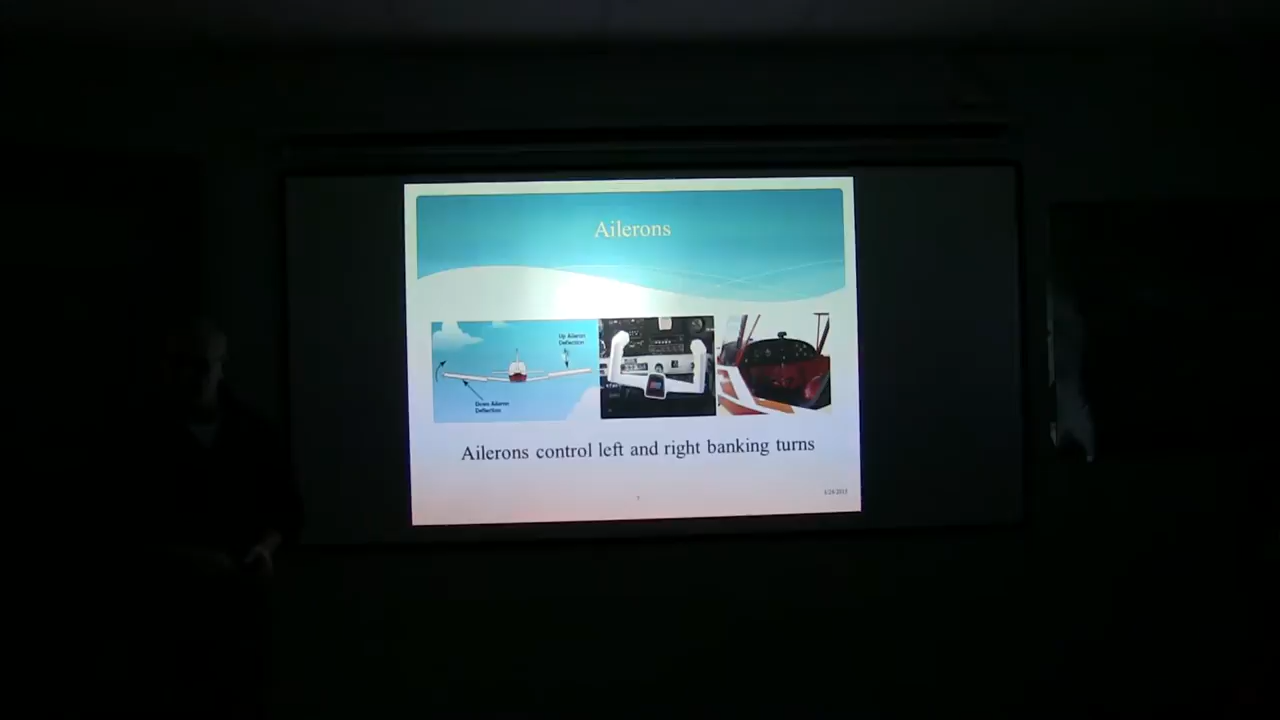 Ailerons
Up Aileron
Deflection
Down Aileron
Deflection
Ailerons control left and right banking turns